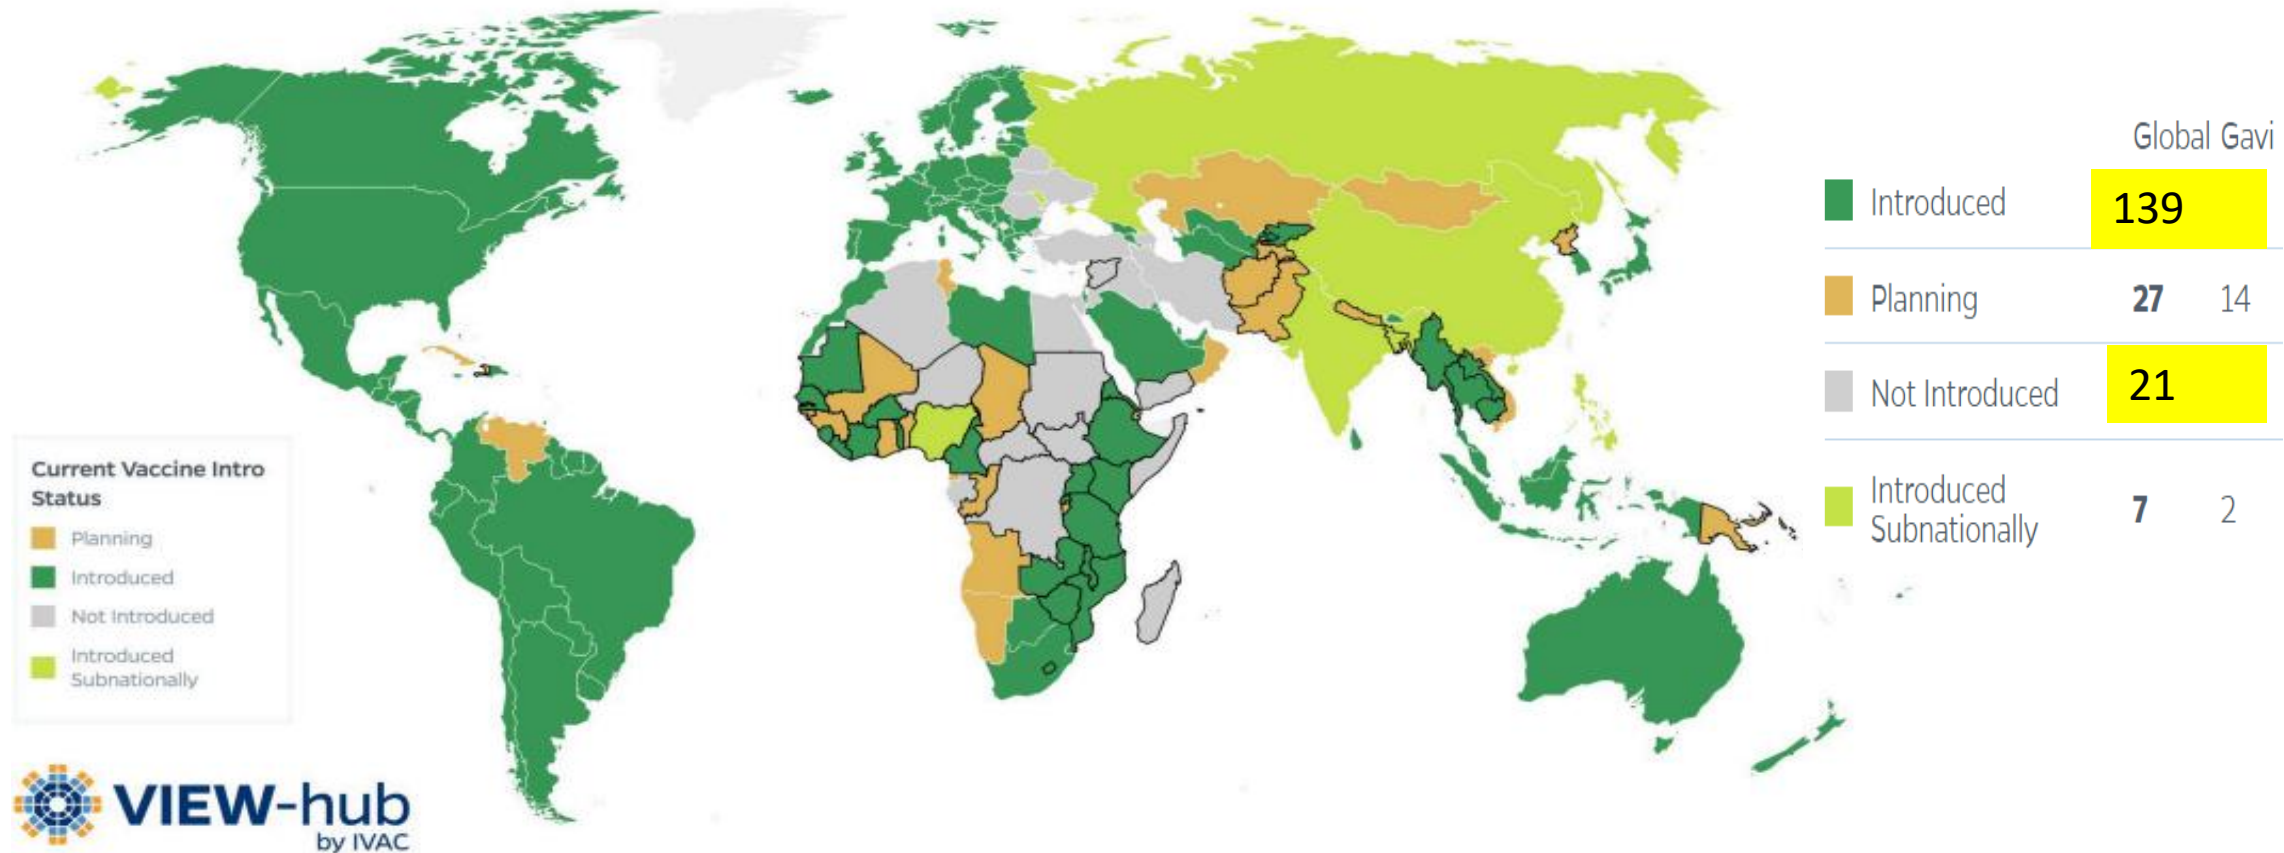 Global Gavi
Introduced 139
Planning 27 14
Not Introduced 21
Introduced
Subnationally 7 2
Current Vaccine Intro
Status
Planning
Introduced
Not Introduced
Introduced
Subnationally
VIEW-hub
by IVAC